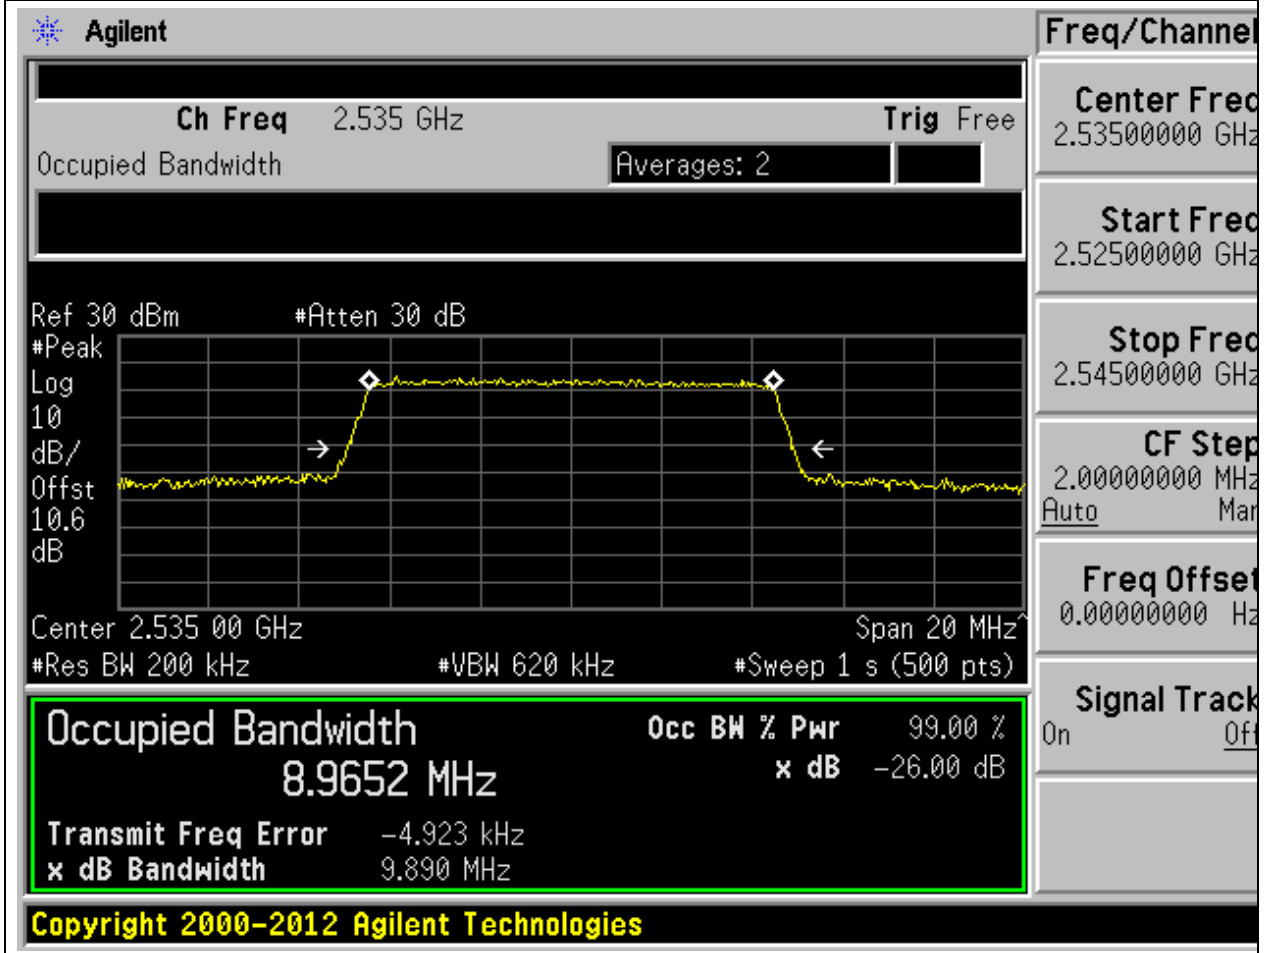 Agilent
Freq/Channel
Ch Freq 2.535 GHz Trig Free
Occupied Bandwidth Averages: 2
Center Freq
2.53500000 GHz
Start Freq
2.52500000 GHz
Stop Freq
2.54500000 GHz
CF Step
2.00000000 MHz
Auto Man
Freq Offset
0.00000000 Hz
Signal Track
On Off
Ref 30 dBm #Atten 30 dB
#Peak
Log
10
dB/
Offst
10.6
dB
Center 2.535 00 GHz Span 20 MHz^
#Res BW 200 kHz #VBW 620 kHz #Sweep 1 s (500 pts)
Occupied Bandwidth Occ BW % Pwr 99.00 %
8.9652 MHz x dB -26.00 dB
Transmit Freq Error -4.923 kHz
x dB Bandwidth 9.890 MHz
Copyright 2000-2012 Agilent Technologies